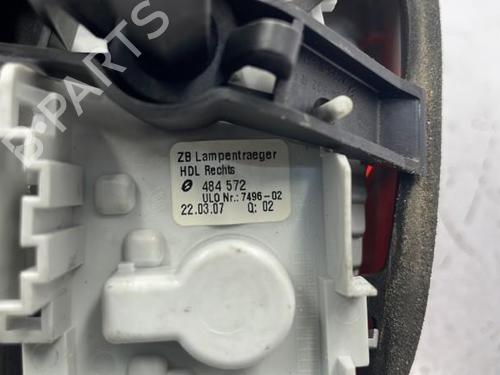 B-Parts
ZB Lampentraeger
HDL Rechts
484 572
ULO Nr.: 7496-02
22.03.07 Q: 02